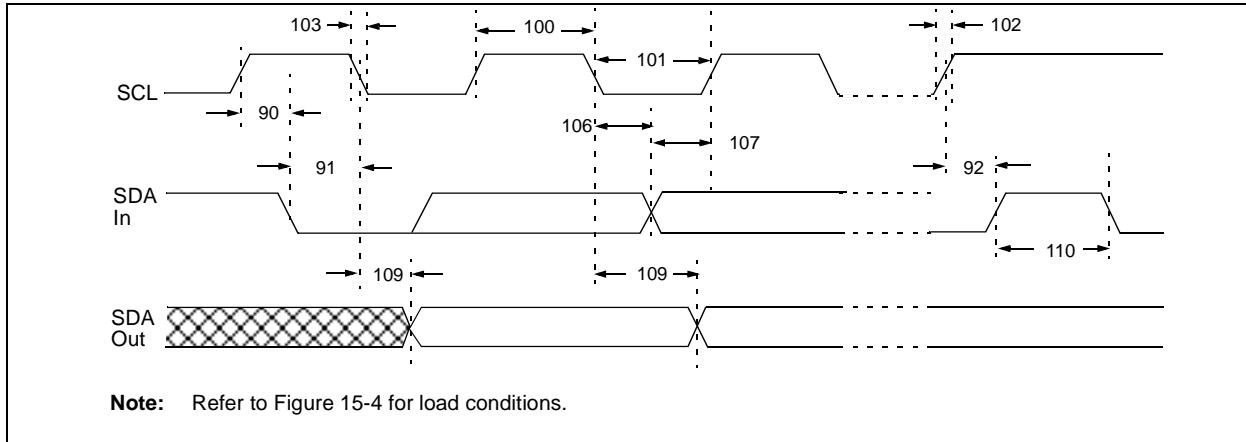 103
100
102
101
SCL
90
106
107
91
92
SDA
In
110
109
109
SDA
Out
Note: Refer to Figure 15-4 for load conditions.